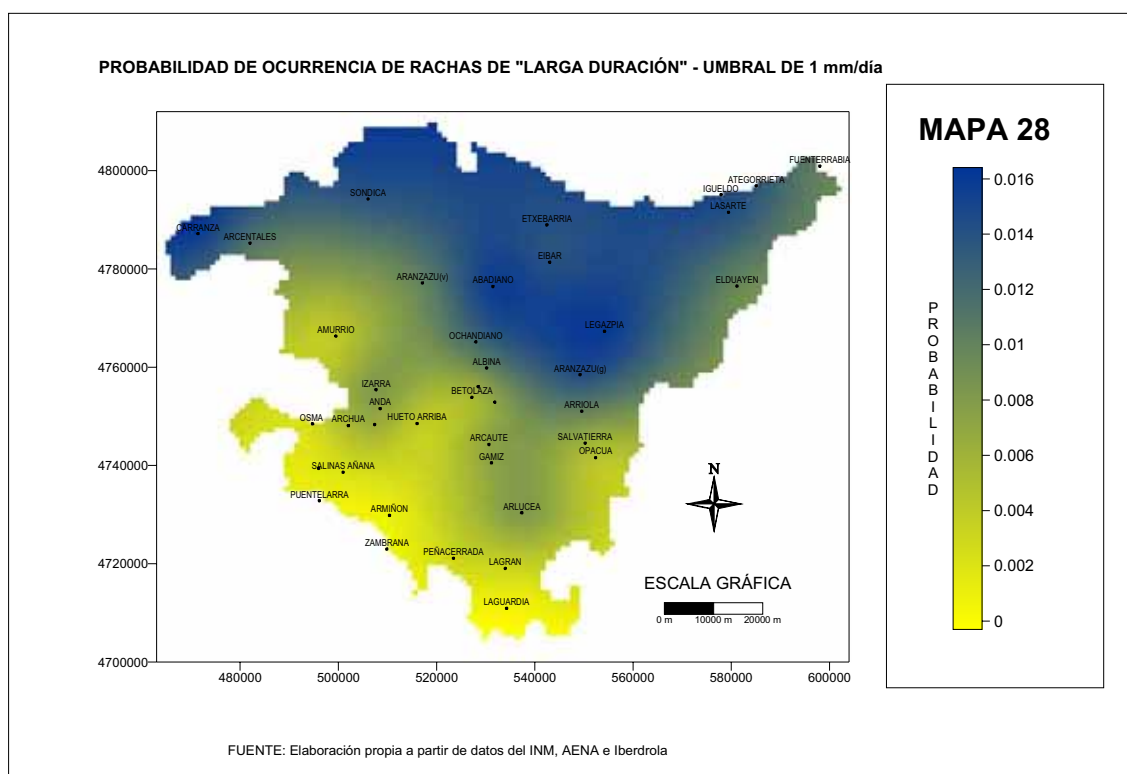 PROBABILIDAD DE OCURRENCIA DE RACHAS DE "LARGA DURACIÓN" - UMBRAL DE 1 mm/día
MAPA 28
4800000
4780000
4760000
4740000
4720000
4700000
480000
500000
520000
540000
560000
580000
600000
FUENTERRABIA
ATEGORRIETA
IGUELDO
LASARTE
SONDICA
ETXEBARRIA
CARRANZA
ARCENTALES
EIBAR
ARANZAZU(v)
ABADIANO
ELDUAYEN
AMURRIO
LEGAZPIA
OCHANDIANO
ALBINA
ARANZAZU(g)
IZARRA
BETOLAZA
ANDA
ARRIOLA
OSMA
ARCHUA
HUETO ARRIBA
ARCAUTE
SALVATIERRA
GAMIZ
OPACUA
SALINAS AÑANA
PUENTELARRA
ARMIÑON
ARLUCEA
ZAMBRANA
PEÑACERRADA
LAGRAN
LAGUARDIA
N
ESCALA GRÁFICA
0 m
10000 m
20000 m
PROBABILIDAD
0.016
0.014
0.012
0.01
0.008
0.006
0.004
0.002
0
FUENTE: Elaboración propia a partir de datos del INM, AENA e Iberdrola